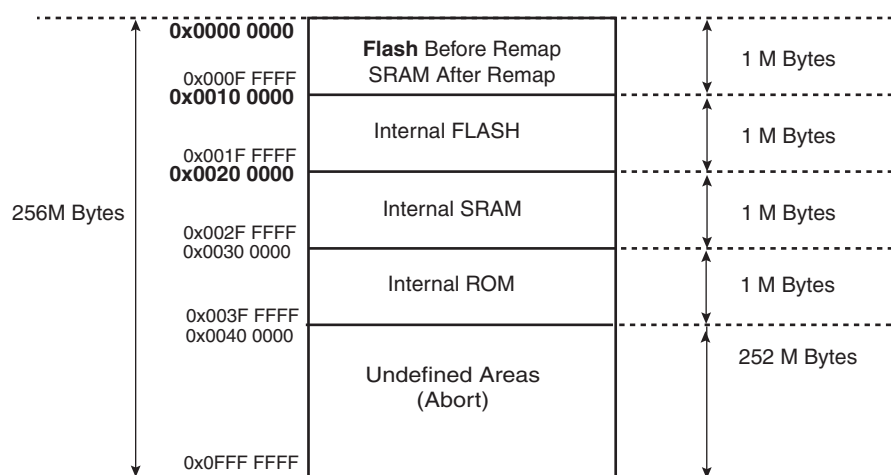 0x0000 0000
Flash Before Remap
SRAM After Remap
1 M Bytes
0x000F FFFF
0x0010 0000
Internal FLASH
1 M Bytes
0x001F FFFF
0x0020 0000
256M Bytes
Internal SRAM
1 M Bytes
0x002F FFFF
0x0030 0000
Internal ROM
1 M Bytes
0x003F FFFF
0x0040 0000
252 M Bytes
Undefined Areas
(Abort)
0x0FFF FFFF